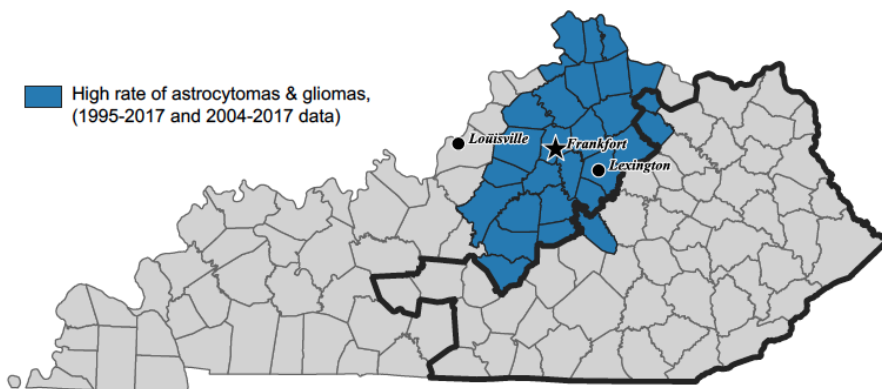 High rate of astrocytomas & gliomas,
(1995-2017 and 2004-2017 data)
Louisville
Frankfort
Lexington